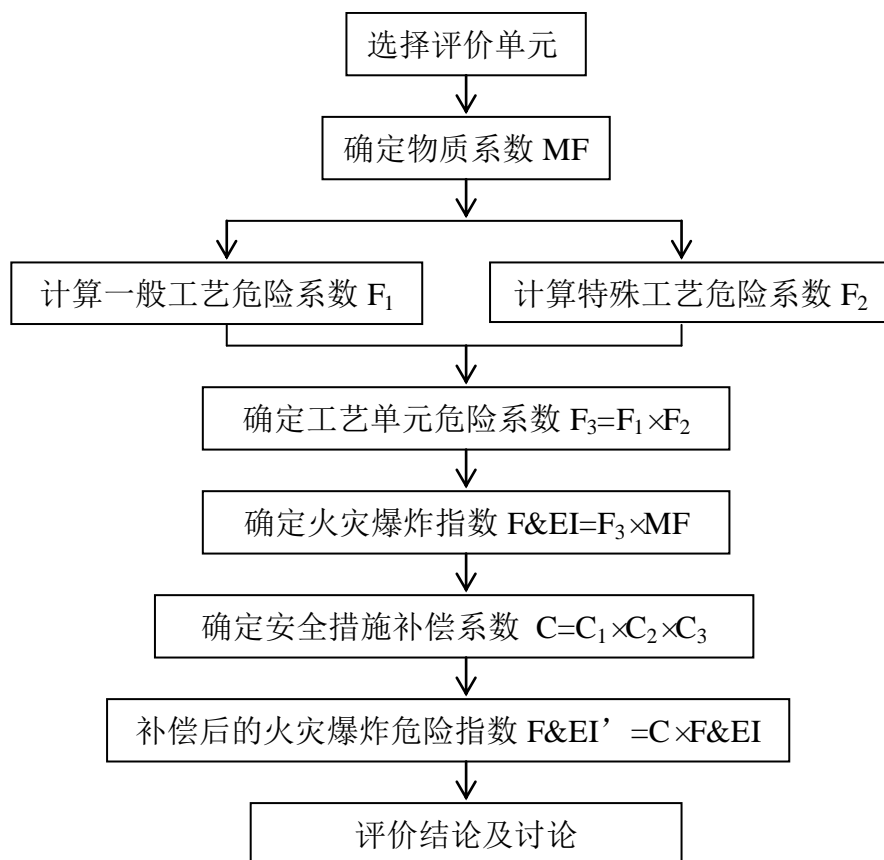 选择评价单元
确定物质系数 MF
计算一般工艺危险系数 F₁
计算特殊工艺危险系数 F₂
确定工艺单元危险系数 F₃=F₁×F₂
确定火灾爆炸指数 F&EI=F₃×MF
确定安全措施补偿系数 C=C₁×C₂×C₃
补偿后的火灾爆炸危险指数 F&EI’=C×F&EI
评价结论及讨论